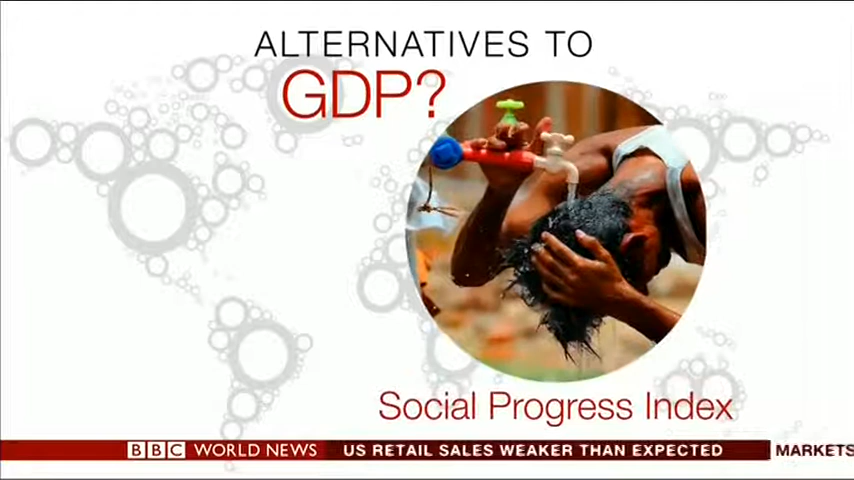 ALTERNATIVES TO
GDP?
Social Progress Index
BBC WORLD NEWS
US RETAIL SALES WEAKER THAN EXPECTED
MARKETS